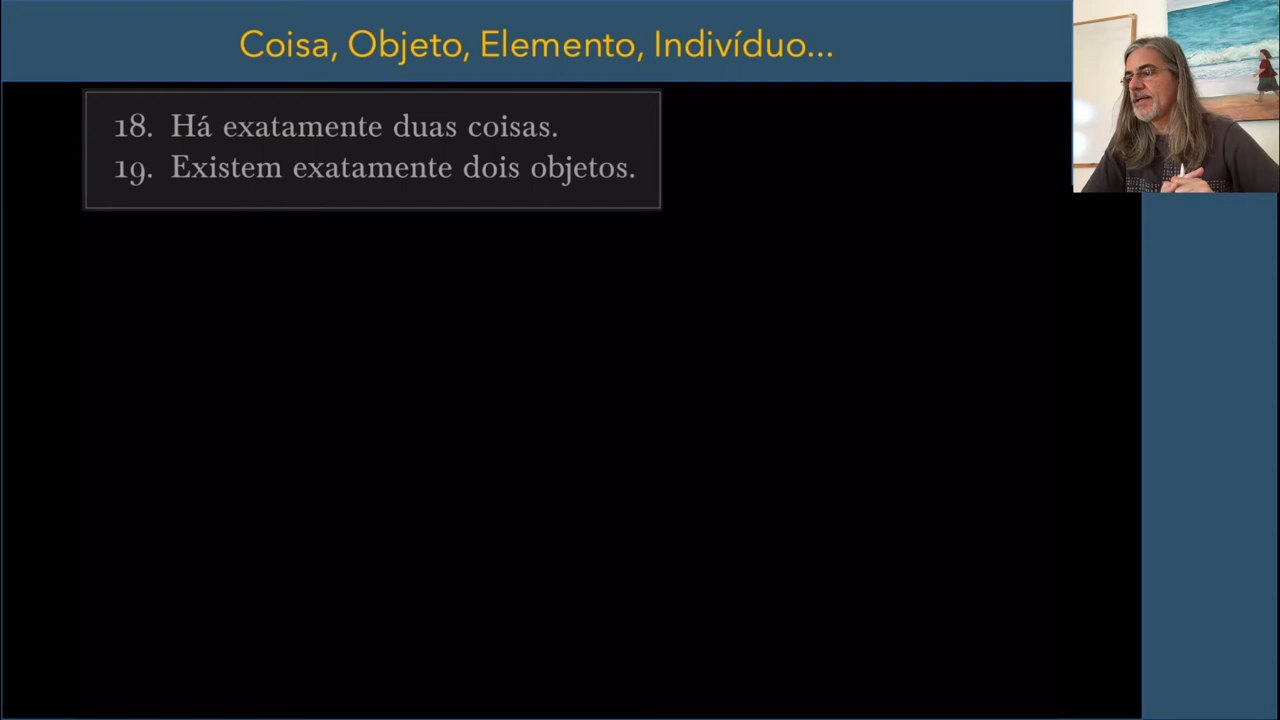 Coisa, Objeto, Elemento, Indivíduo...
18. Há exatamente duas coisas.
19. Existem exatamente dois objetos.